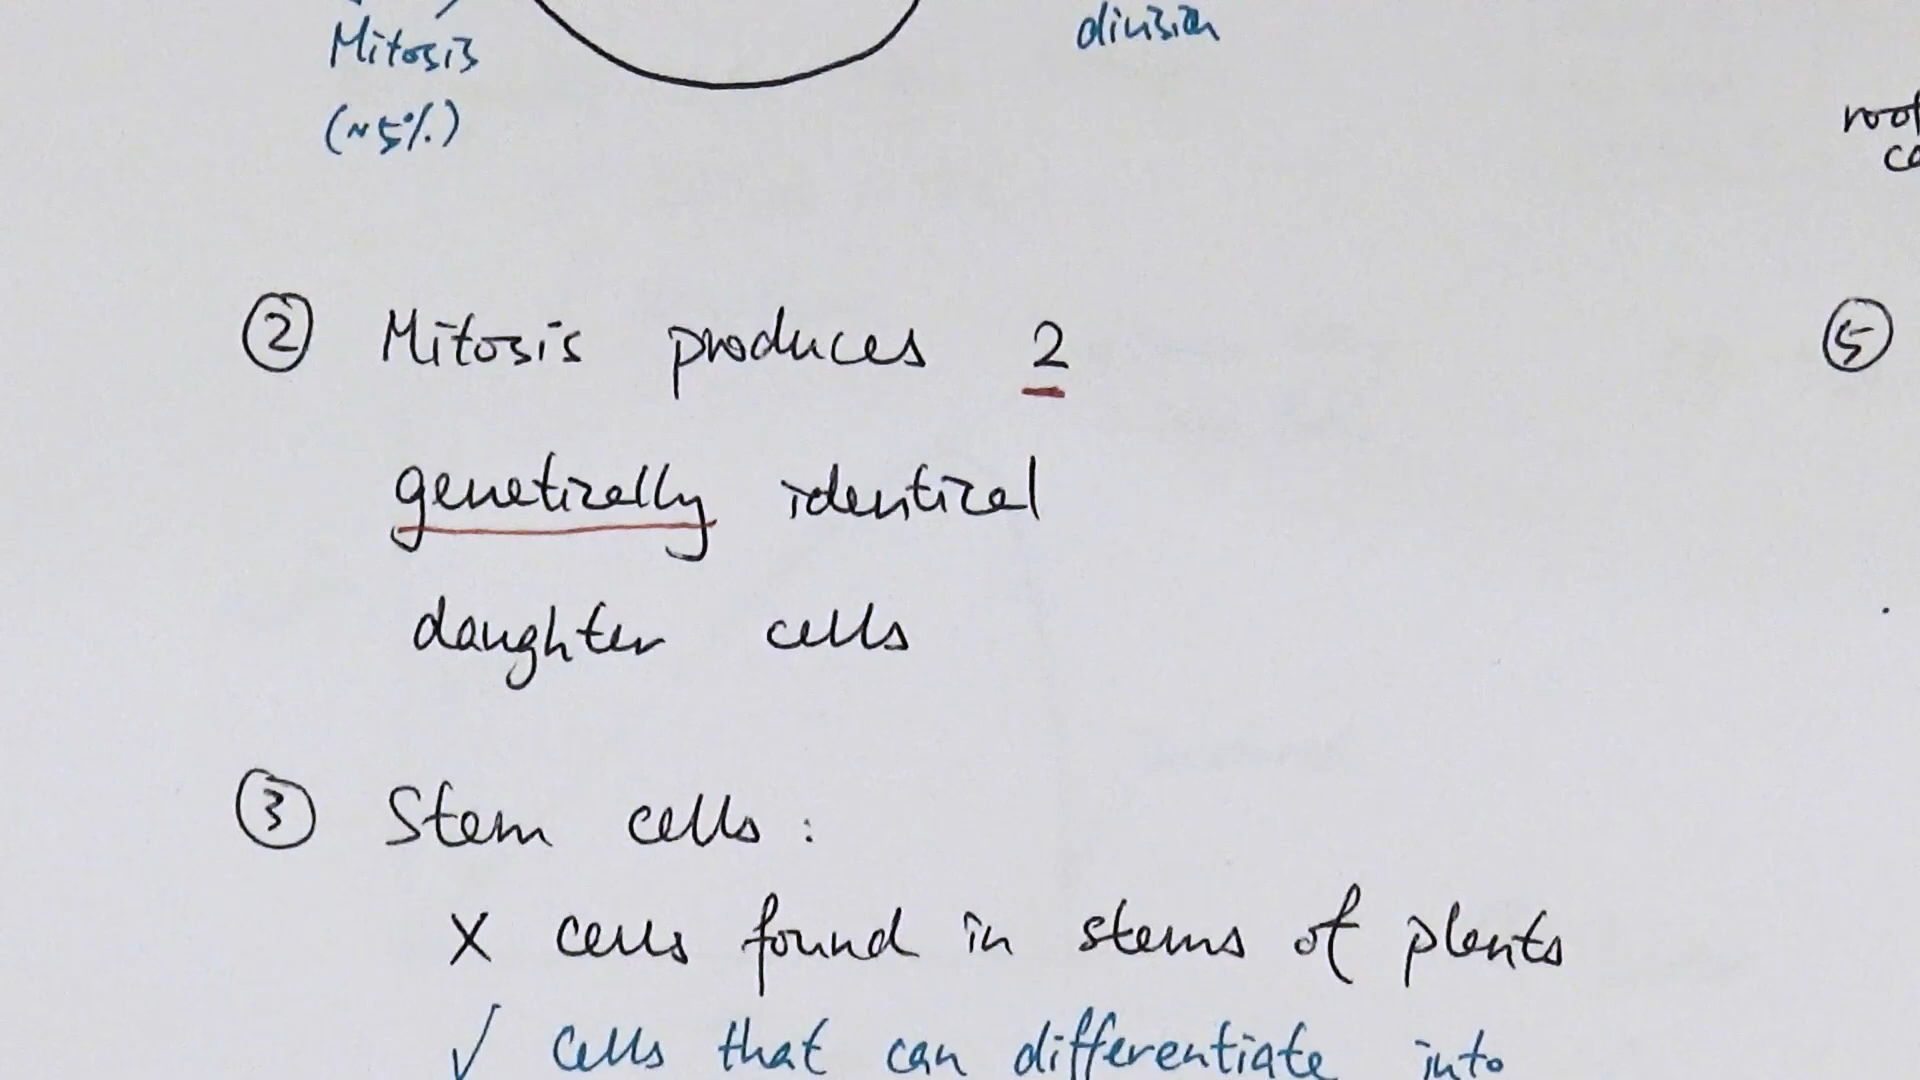 Mitosis
(~5%)
division
② Mitosis produces 2
genetically identical
daughter cells
③ Stem cells:
X cells found in stems of plants
✓ cells that can differentiate into
root
⑤